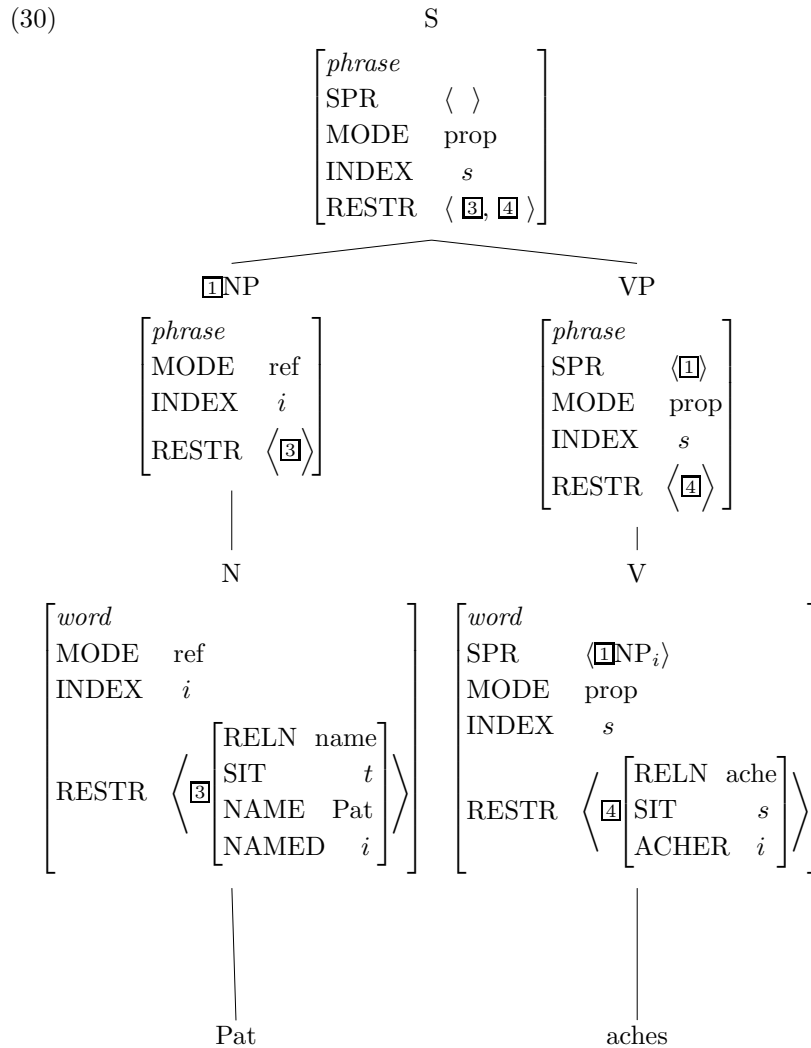 (30) S
phrase
SPR ⟨ ⟩
MODE prop
INDEX s
RESTR ⟨ 3, 4 ⟩
1NP VP
phrase
MODE ref
INDEX i
RESTR ⟨3⟩
phrase
SPR ⟨1⟩
MODE prop
INDEX s
RESTR ⟨4⟩
N
V
word
MODE ref
INDEX i
RESTR ⟨3
RELN name
SIT t
NAME Pat
NAMED i
⟩
word
SPR ⟨1NPi⟩
MODE prop
INDEX s
RESTR ⟨4
RELN ache
SIT s
ACHER i
⟩
Pat
aches